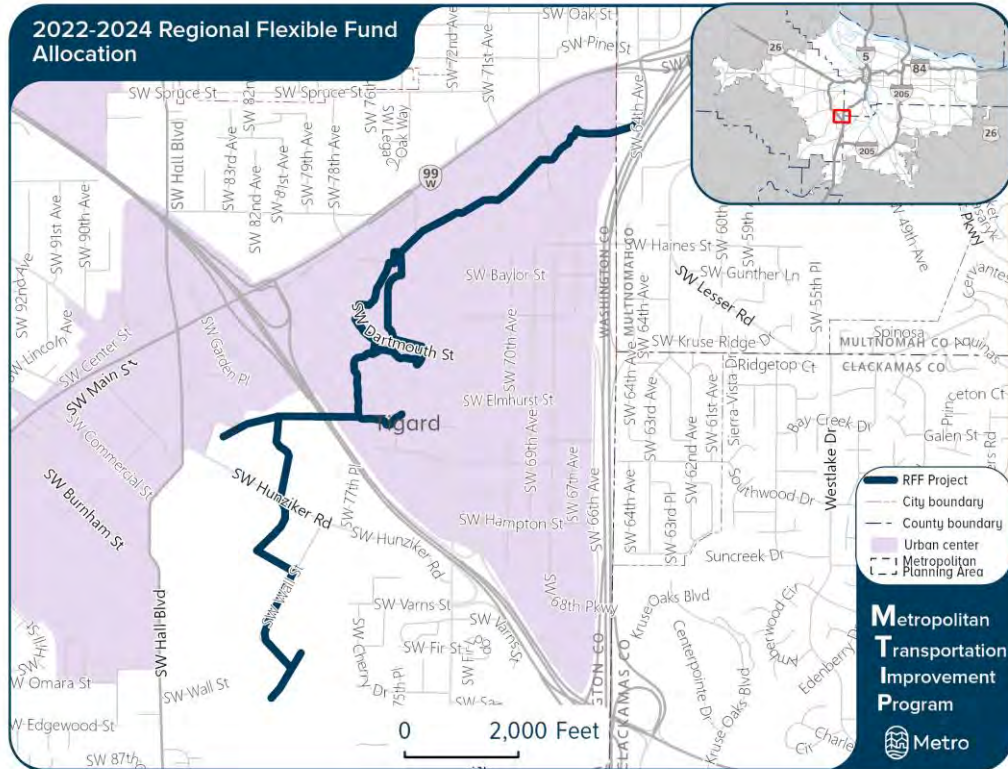 2022-2024 Regional Flexible Fund
Allocation
SW Oak St
SW Pine St
SW 72nd Ave
SW 71st Ave
SW Spruce St
SW Spruce St
SW Hall Blvd
SW 83rd Ave
SW 82nd Ave
SW 81st Ave
SW 79th Ave
SW 78th Ave
Oak Way
SW 64th Ave
99
W
26
5
84
205
26
205
SW 91st Ave
SW 90th Ave
SW 92nd Ave
SW Center St
SW Main St
SW Garden Pl
SW Commercial St
SW Burnham St
SW Baylor St
SW Dartmouth St
SW 70th Ave
SW Elmhurst St
SW 69th Ave
SW 67th Ave
SW 66th Ave
Tigard
WASHINGTON CO
MULTNOMAH CO
SW Haines St
SW 60th
SW 59th
SW Gunther Ln
SW Lesser Rd
SW 55th Pl
SW 49th Ave
Pkwy
SW 64th Ave
SW Kruse Ridge Dr
Ridgetop Ct
Spinosa
MULTNOMAH CO
CLACKAMAS CO
SW 64th Ave
SW 63rd Ave
SW 61st Ave
Sierra Vista Dr
Bay Creek Dr
Westlake Dr
Galen St
SW Hunziker Rd
SW 77th Pl
SW Hunziker Rd
SW Hampton St
SW 64th Ave
SW 63rd Pl
SW 62nd Ave
Southwood Dr
Suncreek Dr
Kruse Oaks Blvd
68th Pkwy
SW Wall St
SW Varns St
SW Varns St
SW Fir St
SW Cherry Dr
75th Pl
SW Hall Blvd
SW Wall St
SW Edgewood St
SW 87th
Centerpointe Dr
Kruse Oaks Blvd
Edenberry
CLACKAMAS CO
0 2,000 Feet
RFF Project
City boundary
County boundary
Urban center
Metropolitan
Planning Area
Metropolitan
Transportation
Improvement
Program
Metro